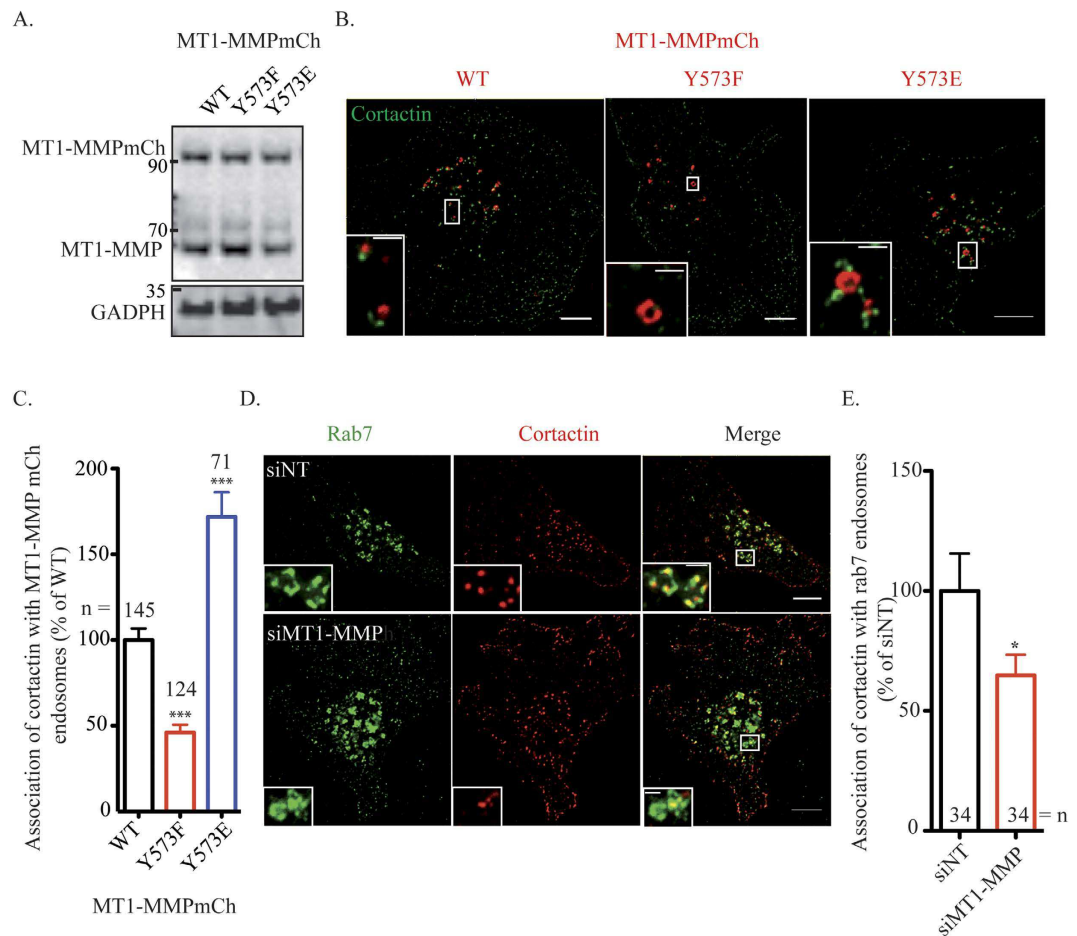 A.
MT1-MMPmCh
WT Y573F Y573E
MT1-MMPmCh
90
70
MT1-MMP
35
GADPH
B.
MT1-MMPmCh
WT Y573F Y573E
Cortactin
C.
Association of cortactin with MT1-MMP mCh
endosomes (% of WT)
200
150
100
50
0
n = 145
124
***
71
***
WT Y573F Y573E
MT1-MMPmCh
D.
Rab7 Cortactin Merge
siNT
siMT1-MMP
E.
Association of cortactin with rab7 endosomes
(% of siNT)
150
100
50
0
*
34 34 = n
siNT siMT1-MMP